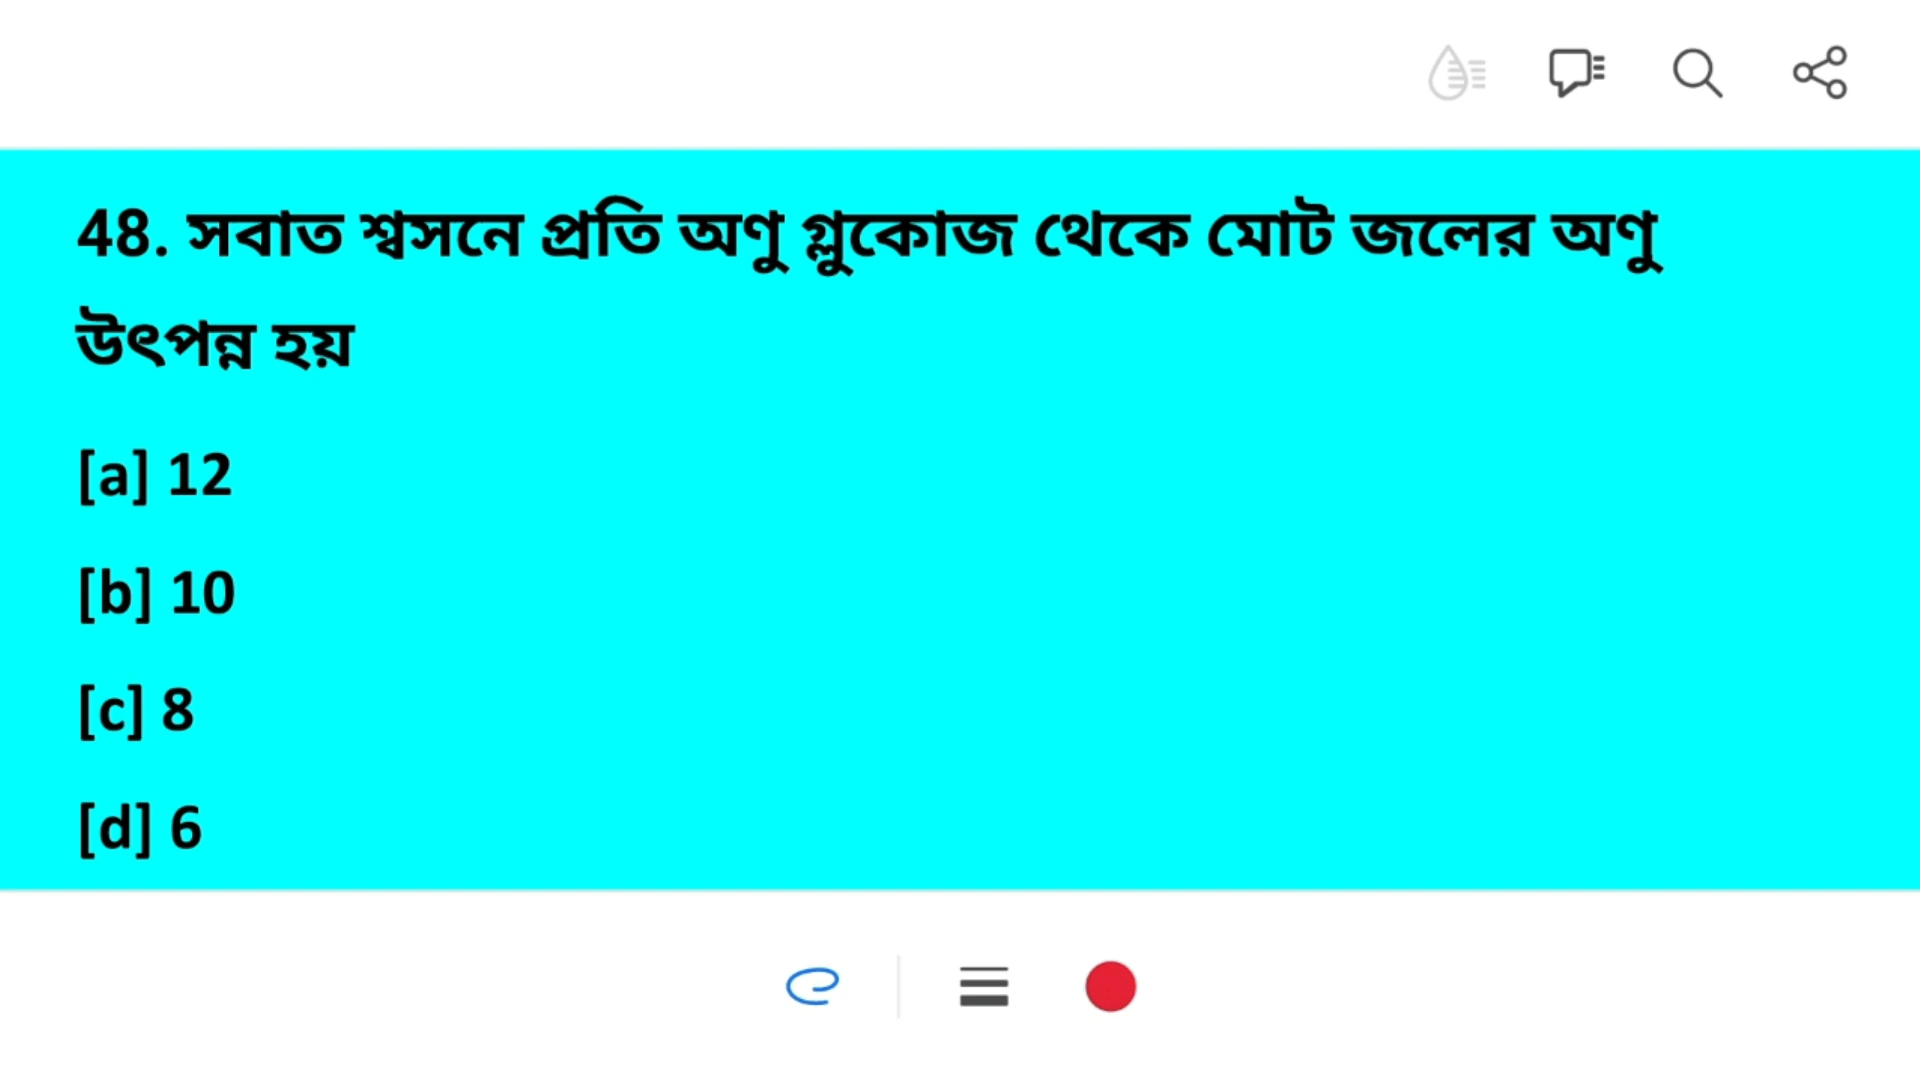 48. সবাত শ্বসনে প্রতি অণু গ্লুকোজ থেকে মোট জলের অণু
উৎপন্ন হয়
[a] 12
[b] 10
[c] 8
[d] 6